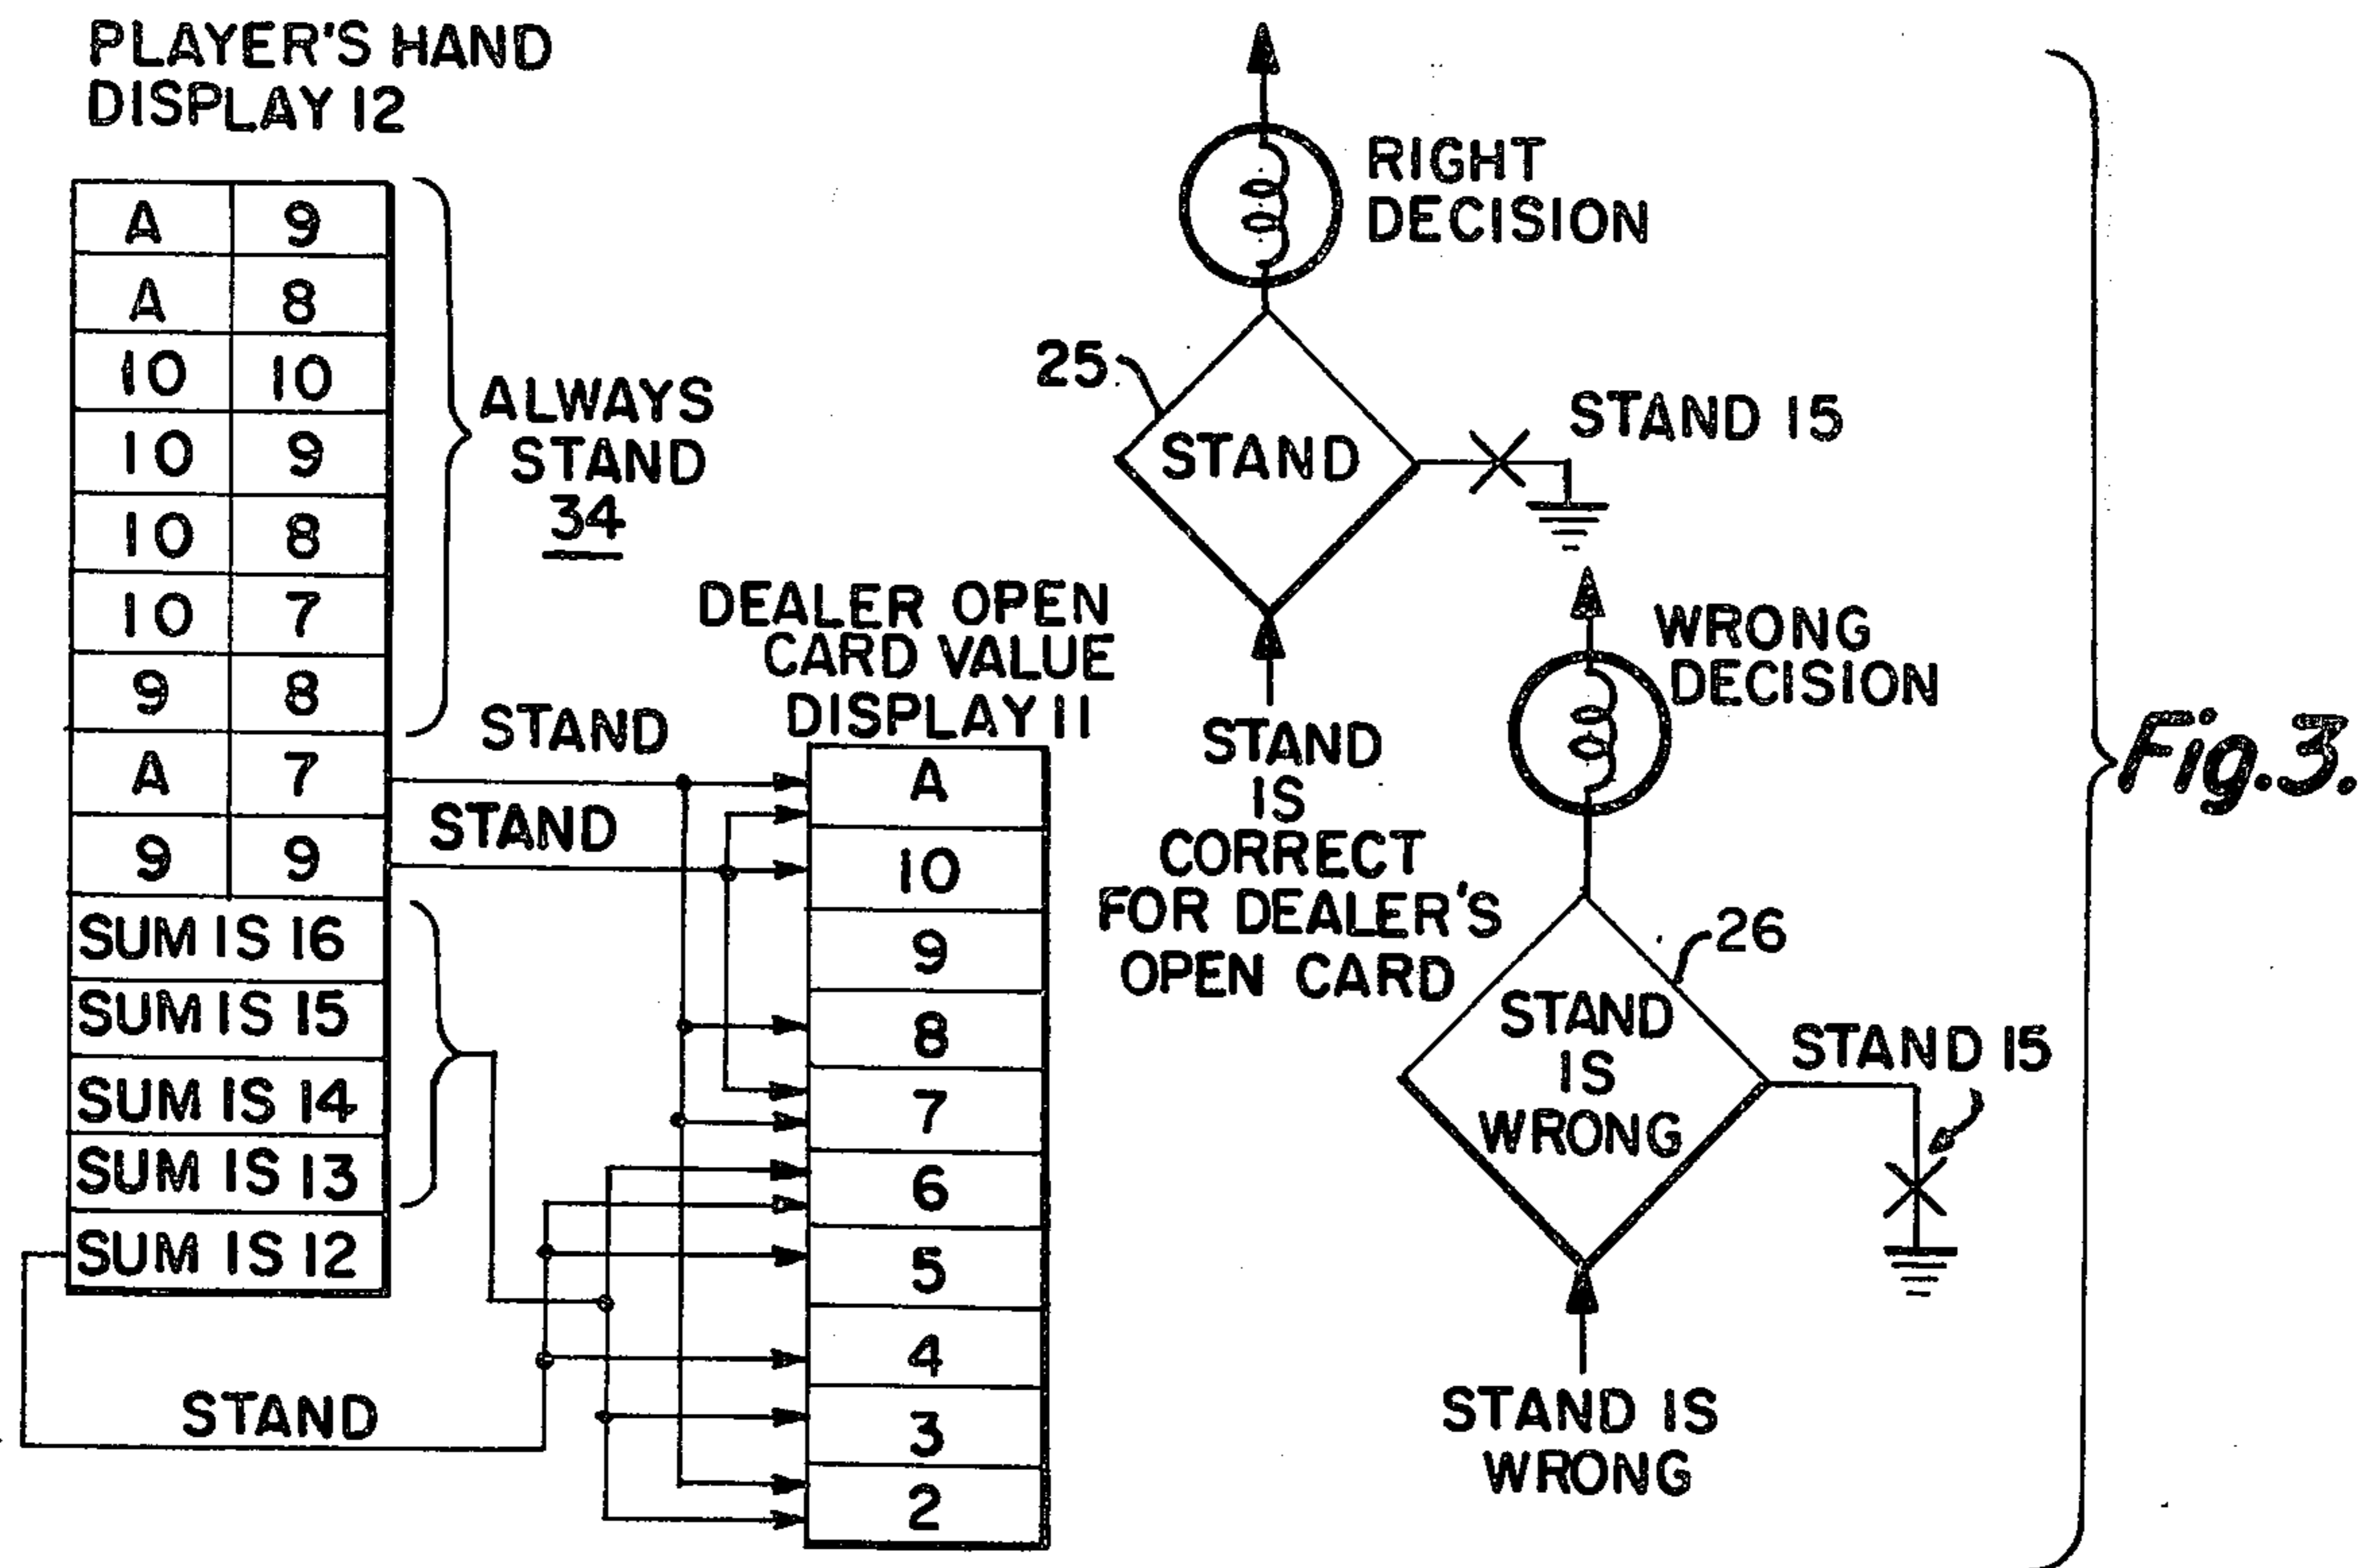 PLAYER'S HAND
DISPLAY 12
A 9
A 8
10 10
10 9
10 8
10 7
9 8
A 7
9 9
SUM IS 16
SUM IS 15
SUM IS 14
SUM IS 13
SUM IS 12
ALWAYS
STAND
34
STAND
STAND
STAND
DEALER OPEN
CARD VALUE
DISPLAY 11
A
10
9
8
7
6
5
4
3
2
RIGHT
DECISION
25
STAND
STAND 15
STAND
IS
CORRECT
FOR DEALER'S
OPEN CARD
WRONG
DECISION
26
STAND
IS
WRONG
STAND 15
STAND IS
WRONG
Fig.3.